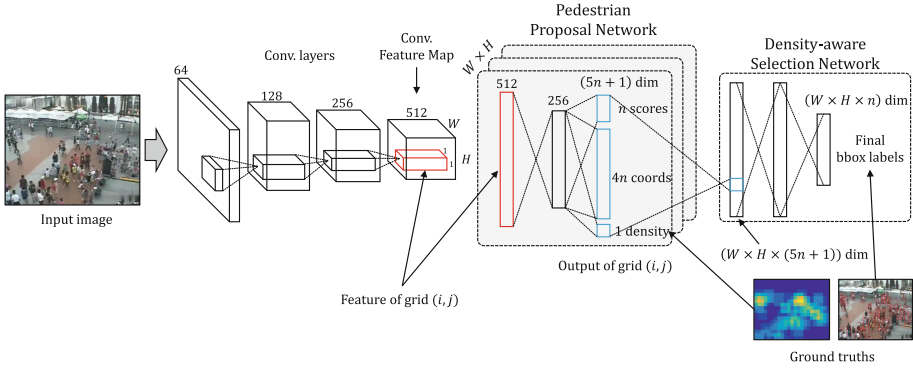 Input image
64
Conv. layers
128
256
Conv.
Feature Map
512
W
H
1
1
Feature of grid (i, j)
Pedestrian
Proposal Network
W × H
512
256
(5n + 1) dim
n scores
4n coords
1 density
Output of grid (i, j)
Density-aware
Selection Network
(W × H × n) dim
Final
bbox labels
(W × H × (5n + 1)) dim
Ground truths